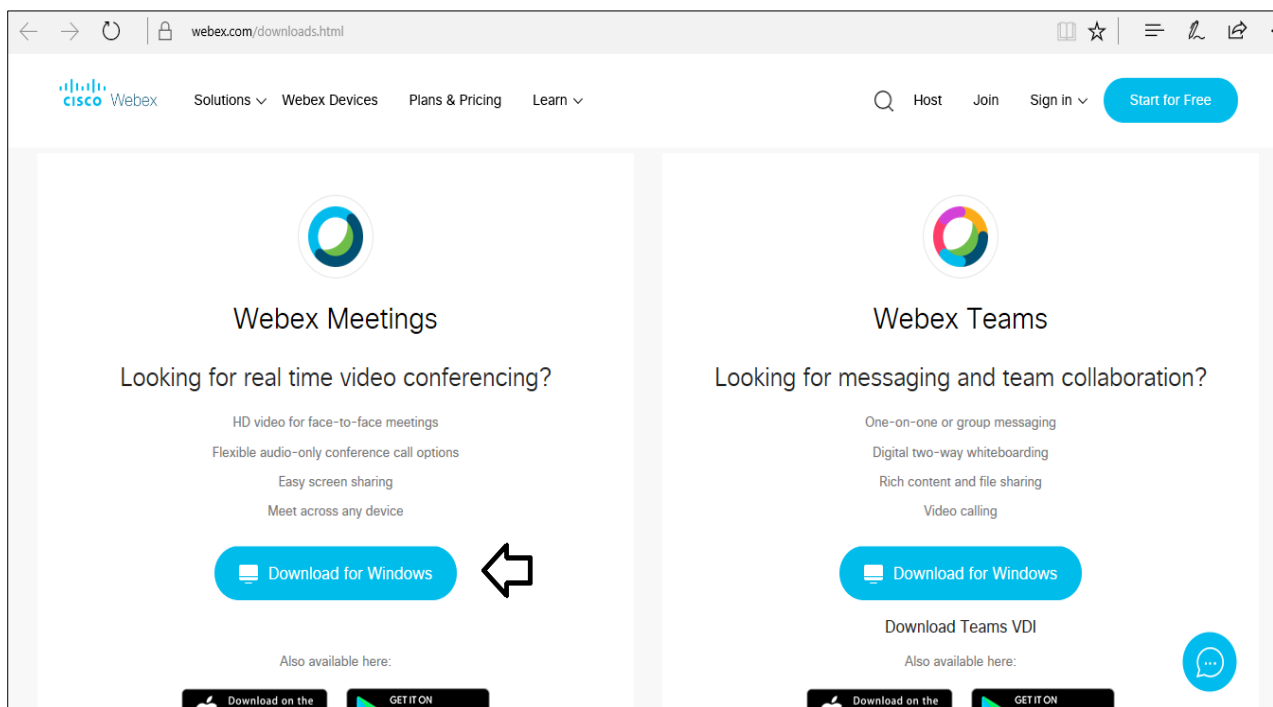 webex.com/downloads.html
cisco Webex Solutions Webex Devices Plans & Pricing Learn Host Join Sign in Start for Free
Webex Meetings
Looking for real time video conferencing?
HD video for face-to-face meetings
Flexible audio-only conference call options
Easy screen sharing
Meet across any device
Download for Windows
Also available here:
Download on the
GET IT ON
Webex Teams
Looking for messaging and team collaboration?
One-on-one or group messaging
Digital two-way whiteboarding
Rich content and file sharing
Video calling
Download for Windows
Download Teams VDI
Also available here:
Download on the
GET IT ON